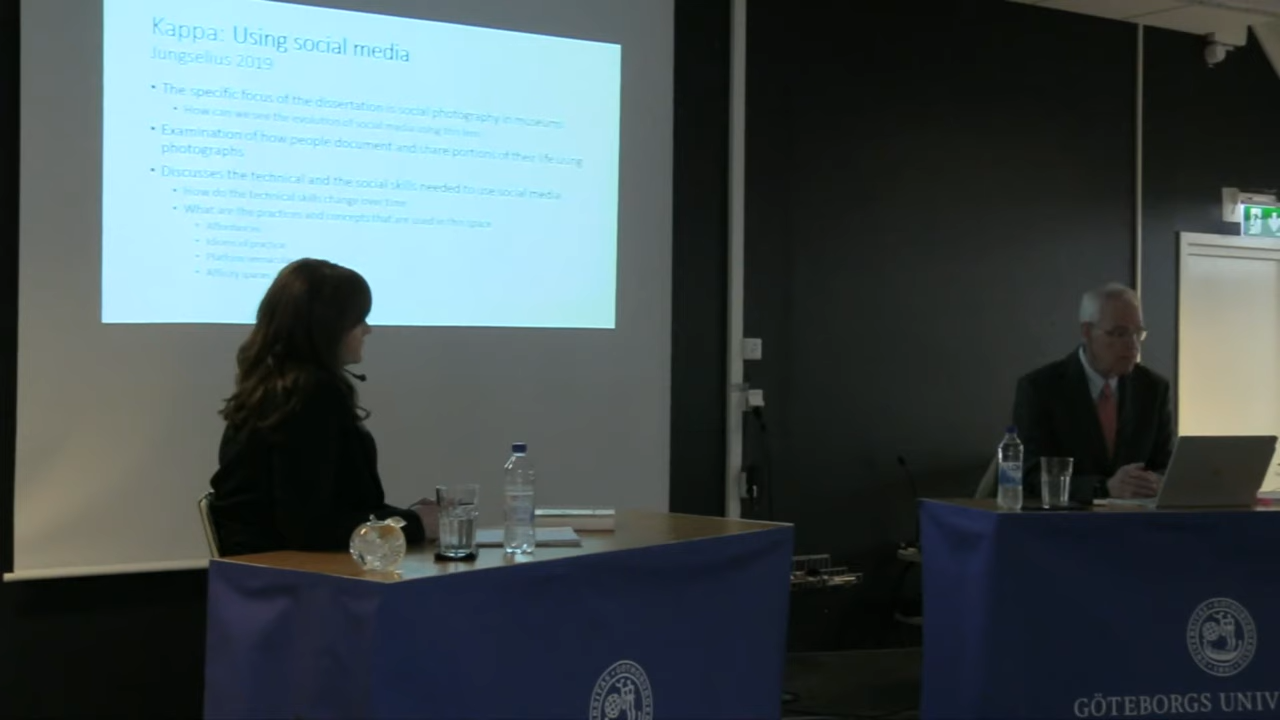 Kappa: Using social media
Jungselius 2019
• The specific focus of the dissertation is social photography in museums
• How can we see the evolution of social media using this lens
• Examination of how people document and share portions of their life using
photographs
• Discusses the technical and the social skills needed to use social media
• How do the technical skills change over time
• What are the practices and concepts that are used in this space
• Affordances
• Idioms of practice
• Platform vernacular
• Affinity spaces
GÖTEBORGS UNIV